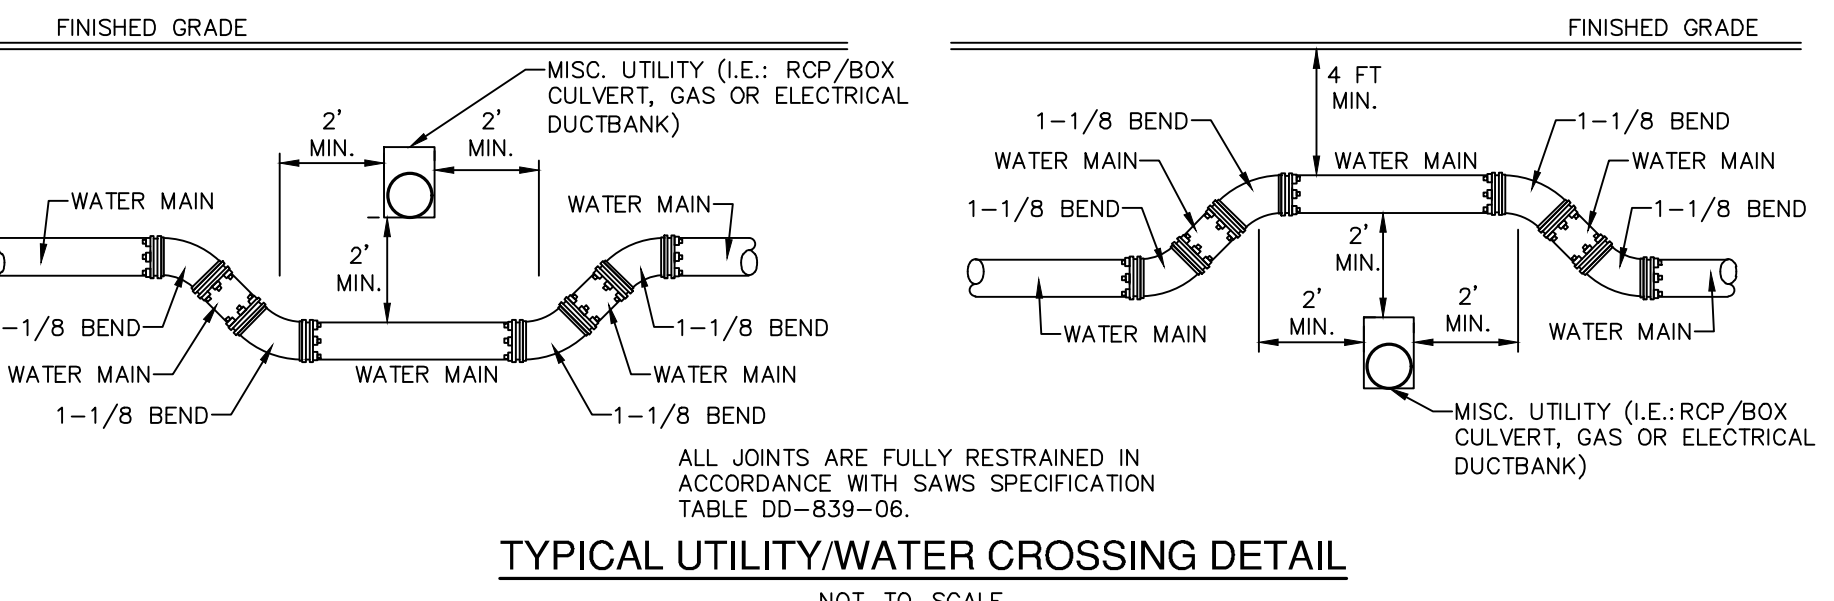 FINISHED GRADE
MISC. UTILITY (I.E.: RCP/BOX
CULVERT, GAS OR ELECTRICAL
DUCTBANK)
2'
MIN.
2'
MIN.
WATER MAIN
WATER MAIN
2'
MIN.
-1/8 BEND
1-1/8 BEND
WATER MAIN
WATER MAIN
WATER MAIN
1-1/8 BEND
1-1/8 BEND
FINISHED GRADE
4 FT
MIN.
1-1/8 BEND
1-1/8 BEND
WATER MAIN
WATER MAIN
WATER MAIN
1-1/8 BEND
1-1/8 BEND
2'
MIN.
2'
MIN.
2'
MIN.
WATER MAIN
WATER MAIN
MISC. UTILITY (I.E.: RCP/BOX
CULVERT, GAS OR ELECTRICAL
DUCTBANK)
ALL JOINTS ARE FULLY RESTRAINED IN
ACCORDANCE WITH SAWS SPECIFICATION
TABLE DD-839-06.
TYPICAL UTILITY/WATER CROSSING DETAIL
NOT TO SCALE